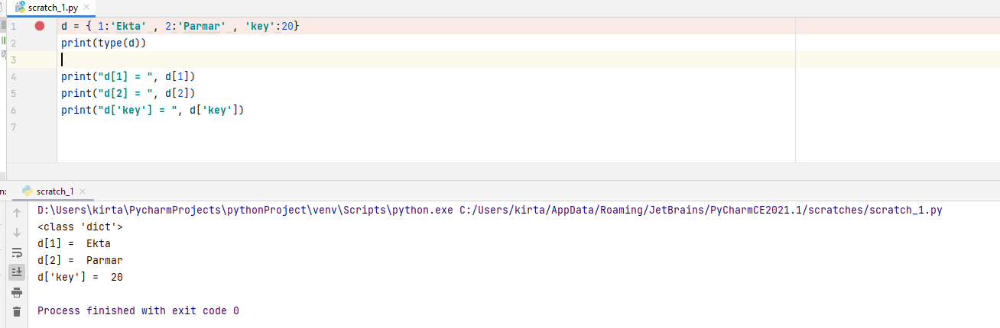 scratch_1.py
1 d = { 1:'Ekta' , 2:'Parmar' , 'key':20}
2 print(type(d))
3
4 print("d[1] = ", d[1])
5 print("d[2] = ", d[2])
6 print("d['key'] = ", d['key'])
7
n: scratch_1
D:\Users\kirta\PycharmProjects\pythonProject\venv\Scripts\python.exe C:/Users/kirta/AppData/Roaming/JetBrains/PyCharmCE2021.1/scratches/scratch_1.py
<class 'dict'>
d[1] =  Ekta
d[2] =  Parmar
d['key'] =  20
Process finished with exit code 0